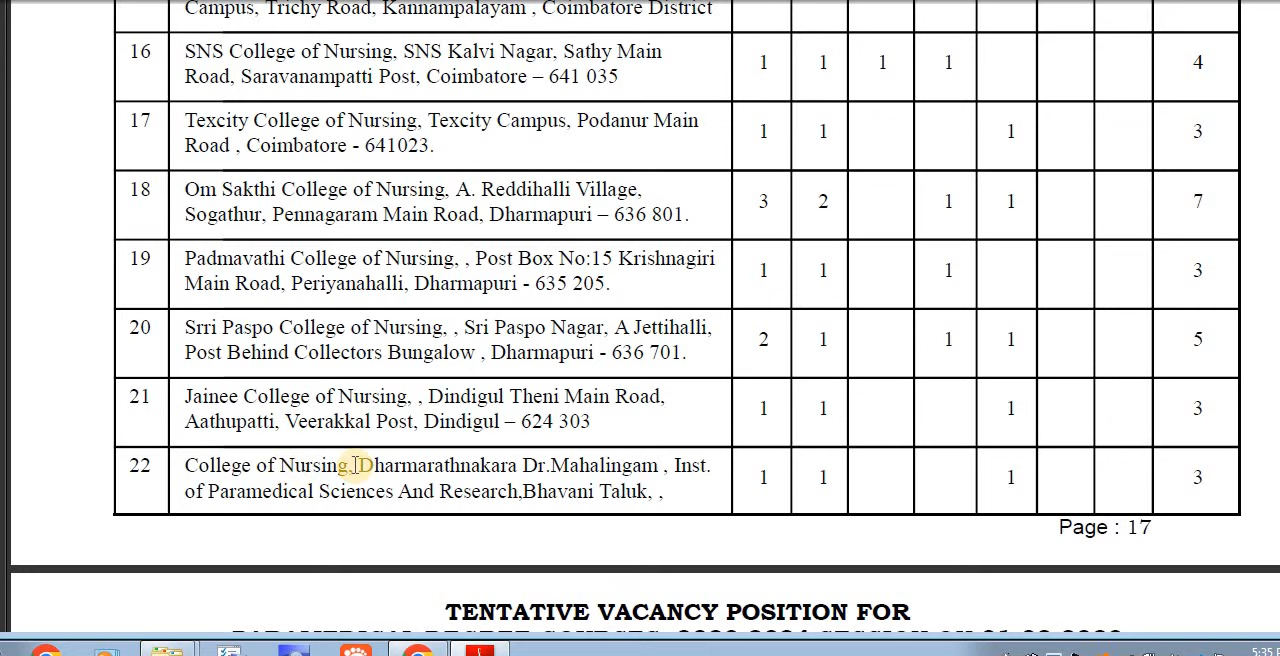 Campus, Trichy Road, Kannampalayam , Coimbatore District
16 SNS College of Nursing, SNS Kalvi Nagar, Sathy Main 1 1 1 1 4
Road, Saravanampatti Post, Coimbatore – 641 035
17 Texcity College of Nursing, Texcity Campus, Podanur Main 1 1 1 3
Road , Coimbatore - 641023.
18 Om Sakthi College of Nursing, A. Reddihalli Village, 3 2 1 1 7
Sogathur, Pennagaram Main Road, Dharmapuri – 636 801.
19 Padmavathi College of Nursing, , Post Box No:15 Krishnagiri 1 1 1 3
Main Road, Periyanahalli, Dharmapuri - 635 205.
20 Srri Paspo College of Nursing, , Sri Paspo Nagar, A Jettihalli, 2 1 1 1 5
Post Behind Collectors Bungalow , Dharmapuri - 636 701.
21 Jainee College of Nursing, , Dindigul Theni Main Road, 1 1 1 3
Aathupatti, Veerakkal Post, Dindigul – 624 303
22 College of Nursing, Dharmarathnakara Dr.Mahalingam , Inst. 1 1 1 3
of Paramedical Sciences And Research,Bhavani Taluk, ,
Page : 17
TENTATIVE VACANCY POSITION FOR
5:35